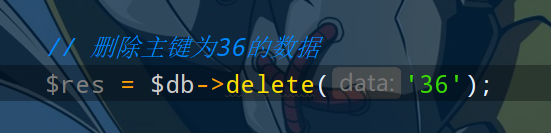 // 删除主键为36的数据
$res = $db->delete( data: '36');